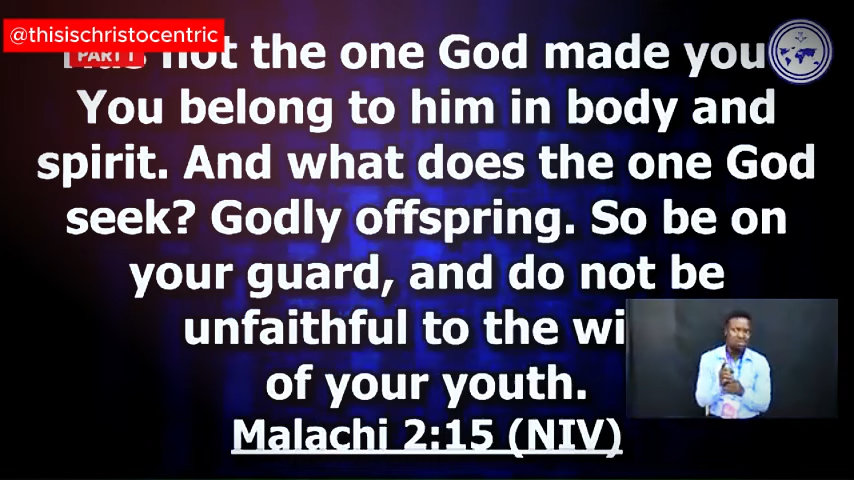 @thisischristocentric
PART 1
not the one God made you
You belong to him in body and
spirit. And what does the one God
seek? Godly offspring. So be on
your guard, and do not be
unfaithful to the
of your youth.
Malachi 2:15 (NIV)